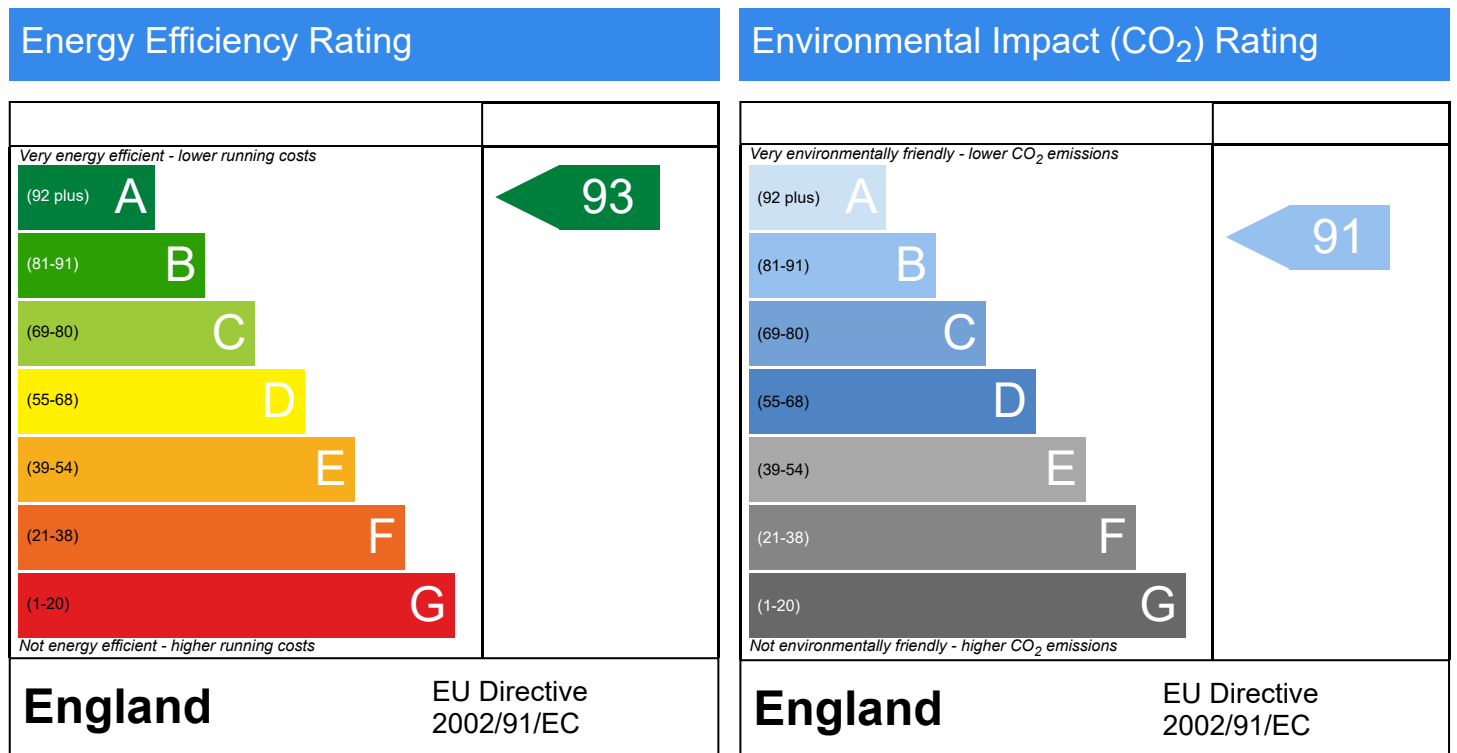 Energy Efficiency Rating
Very energy efficient - lower running costs
(92 plus) A
93
(81-91) B
(69-80) C
(55-68) D
(39-54) E
(21-38) F
(1-20) G
Not energy efficient - higher running costs
England
EU Directive
2002/91/EC
Environmental Impact (CO₂) Rating
Very environmentally friendly - lower CO₂ emissions
(92 plus) A
(81-91) B
91
(69-80) C
(55-68) D
(39-54) E
(21-38) F
(1-20) G
Not environmentally friendly - higher CO₂ emissions
England
EU Directive
2002/91/EC